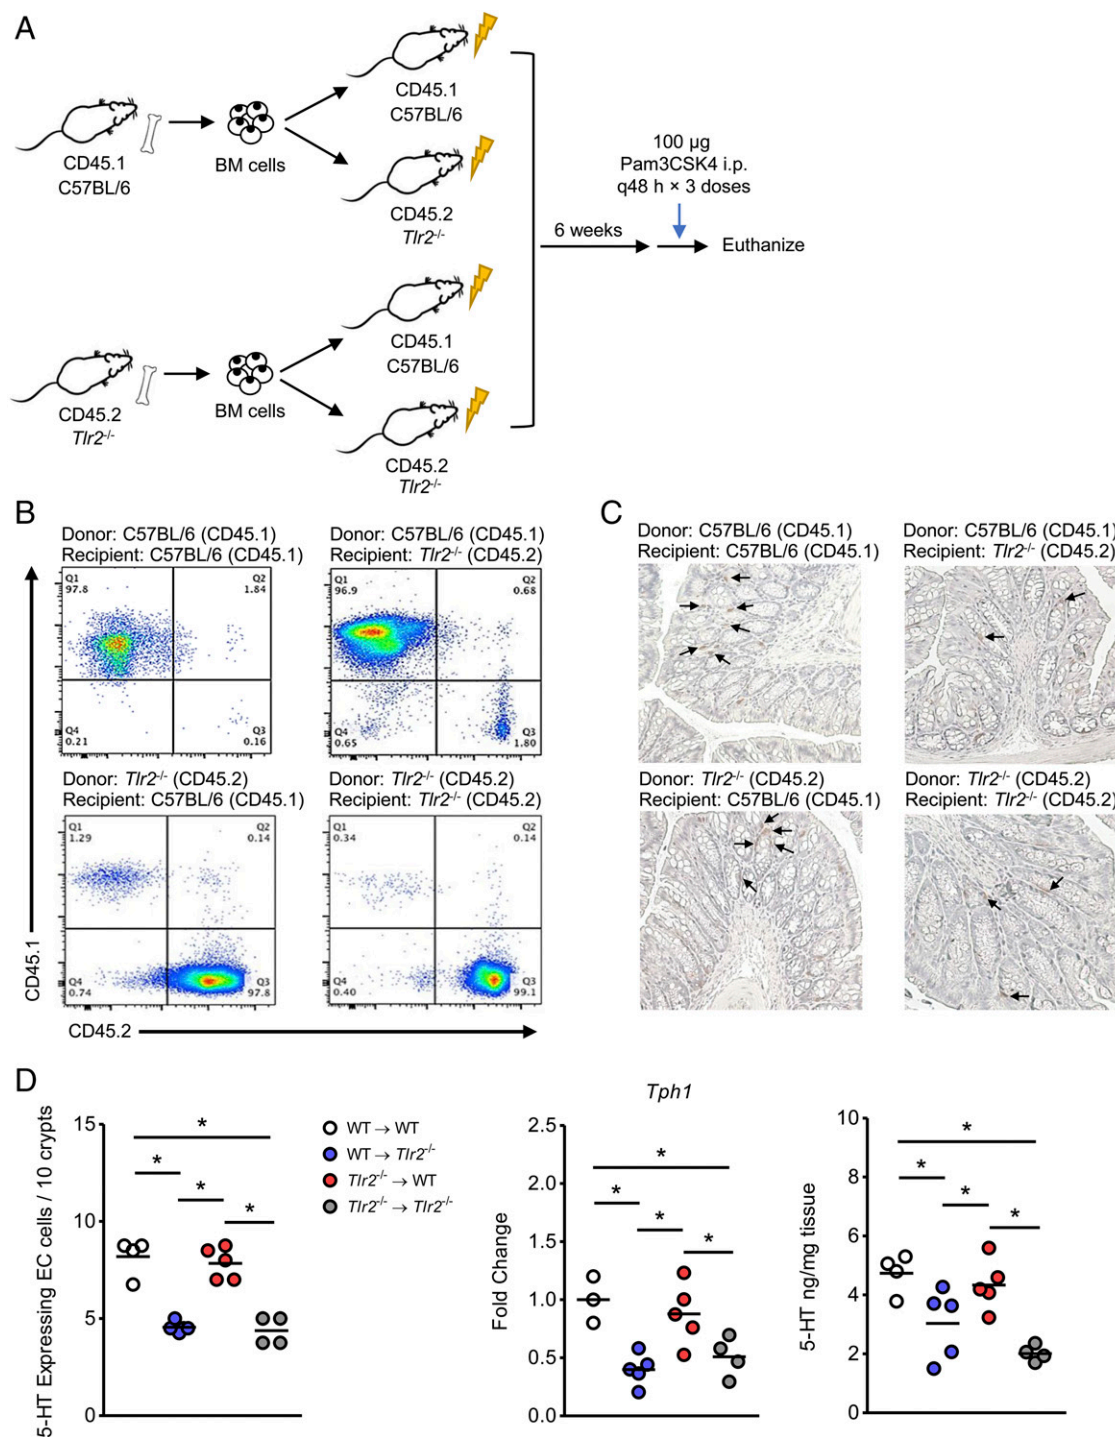 A
CD45.1
C57BL/6
BM cells
CD45.1
C57BL/6
CD45.2
Tlr2-/-
CD45.2
Tlr2-/-
BM cells
CD45.1
C57BL/6
CD45.2
Tlr2-/-
6 weeks
100 µg
Pam3CSK4 i.p.
q48 h × 3 doses
Euthanize
B
Donor: C57BL/6 (CD45.1)
Recipient: C57BL/6 (CD45.1)
Q1
97.8
Q2
1.84
Q4
0.21
Q3
0.16
Donor: C57BL/6 (CD45.1)
Recipient: Tlr2-/- (CD45.2)
Q1
96.9
Q2
0.68
Q4
0.65
Q3
1.80
Donor: Tlr2-/- (CD45.2)
Recipient: C57BL/6 (CD45.1)
Q1
1.29
Q2
0.14
Q4
0.74
Q3
97.8
Donor: Tlr2-/- (CD45.2)
Recipient: Tlr2-/- (CD45.2)
Q1
0.34
Q2
0.14
Q4
0.40
Q3
99.1
CD45.1
CD45.2
C
Donor: C57BL/6 (CD45.1)
Recipient: C57BL/6 (CD45.1)
Donor: C57BL/6 (CD45.1)
Recipient: Tlr2-/- (CD45.2)
Donor: Tlr2-/- (CD45.2)
Recipient: C57BL/6 (CD45.1)
Donor: Tlr2-/- (CD45.2)
Recipient: Tlr2-/- (CD45.2)
D
5-HT Expressing EC cells / 10 crypts
15
10
5
0
*
*
*
*
WT → WT
WT → Tlr2-/-
Tlr2-/- → WT
Tlr2-/- → Tlr2-/-
Tph1
Fold Change
2.5
2.0
1.5
1.0
0.5
0.0
*
*
*
*
5-HT ng/mg tissue
10
8
6
4
2
0
*
*
*
*